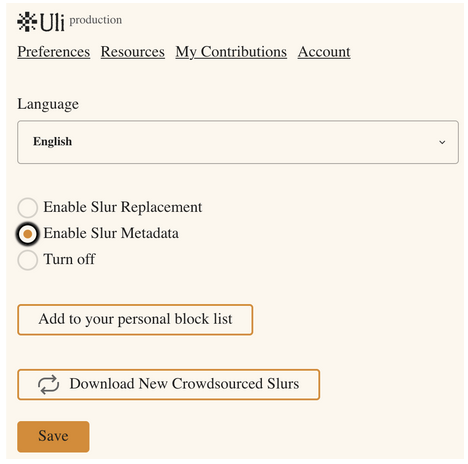 Uli production
Preferences Resources My Contributions Account
Language
English
Enable Slur Replacement
Enable Slur Metadata
Turn off
Add to your personal block list
Download New Crowdsourced Slurs
Save